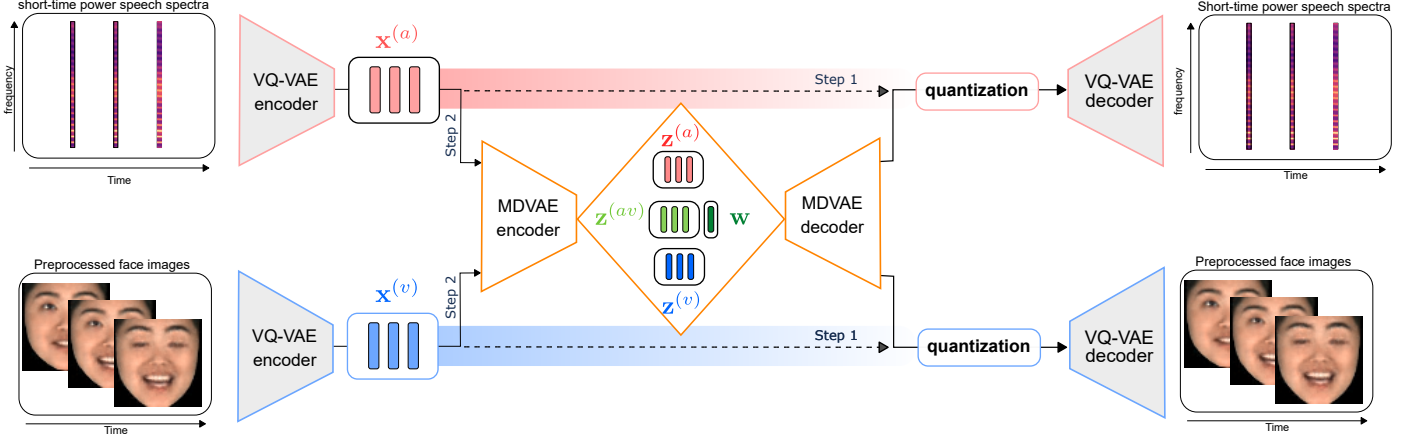 short-time power speech spectra
frequency
Time
VQ-VAE
encoder
x^(a)
Step 1
Step 2
quantization
VQ-VAE
decoder
Short-time power speech spectra
frequency
Time
MDVAE
encoder
z^(a)
z^(av)
w
z^(v)
MDVAE
decoder
Preprocessed face images
Time
VQ-VAE
encoder
x^(v)
Step 2
Step 1
quantization
VQ-VAE
decoder
Preprocessed face images
Time